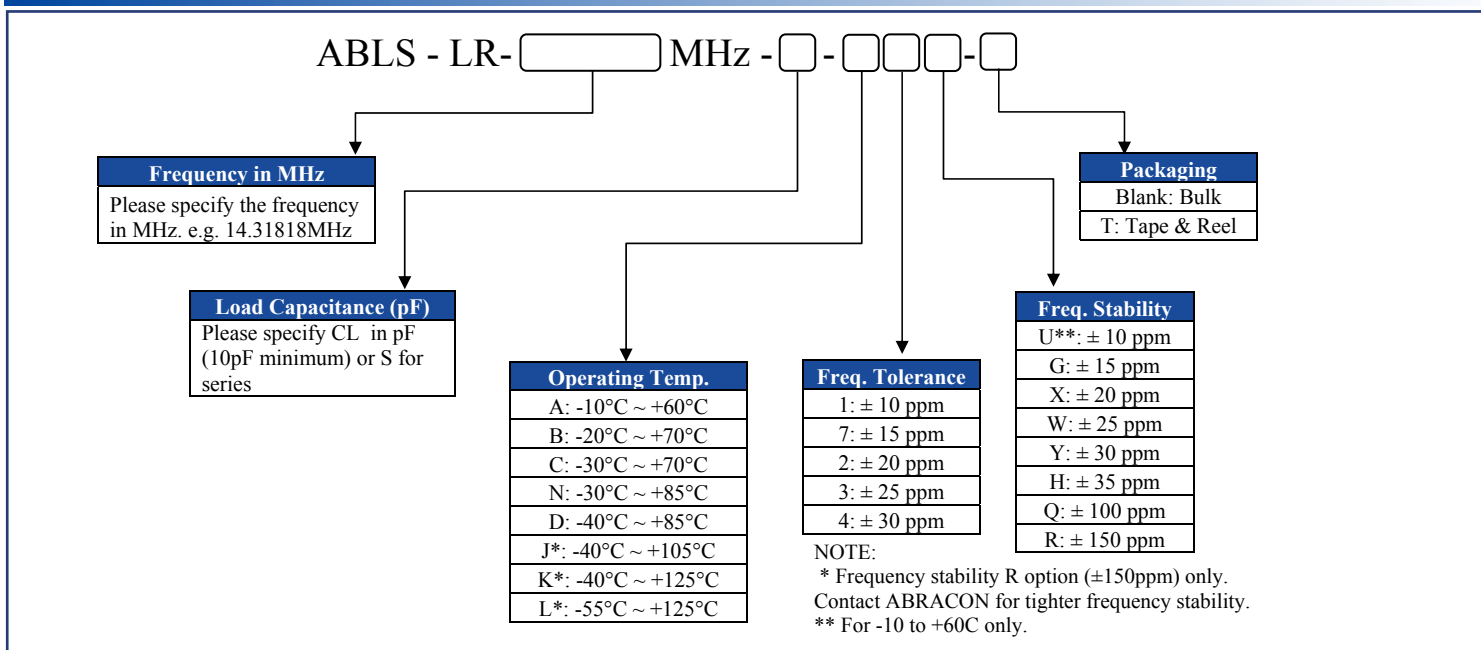 ABLS - LR- MHz - - -
Frequency in MHz
Please specify the frequency
in MHz. e.g. 14.31818MHz
Packaging
Blank: Bulk
T: Tape & Reel
Load Capacitance (pF)
Please specify CL in pF
(10pF minimum) or S for
series
Operating Temp.
A: -10°C ~ +60°C
B: -20°C ~ +70°C
C: -30°C ~ +70°C
N: -30°C ~ +85°C
D: -40°C ~ +85°C
J*: -40°C ~ +105°C
K*: -40°C ~ +125°C
L*: -55°C ~ +125°C
Freq. Tolerance
1: ± 10 ppm
7: ± 15 ppm
2: ± 20 ppm
3: ± 25 ppm
4: ± 30 ppm
Freq. Stability
U**: ± 10 ppm
G: ± 15 ppm
X: ± 20 ppm
W: ± 25 ppm
Y: ± 30 ppm
H: ± 35 ppm
Q: ± 100 ppm
R: ± 150 ppm
NOTE:
* Frequency stability R option (±150ppm) only.
Contact ABRACON for tighter frequency stability.
** For -10 to +60C only.